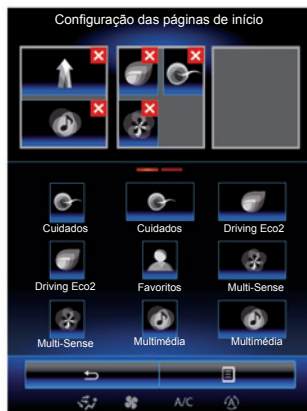 Configuração das páginas de início
Cuidados Cuidados Driving Eco2
Driving Eco2 Favoritos Multi-Sense
Multi-Sense Multimédia Multimédia
A/C A